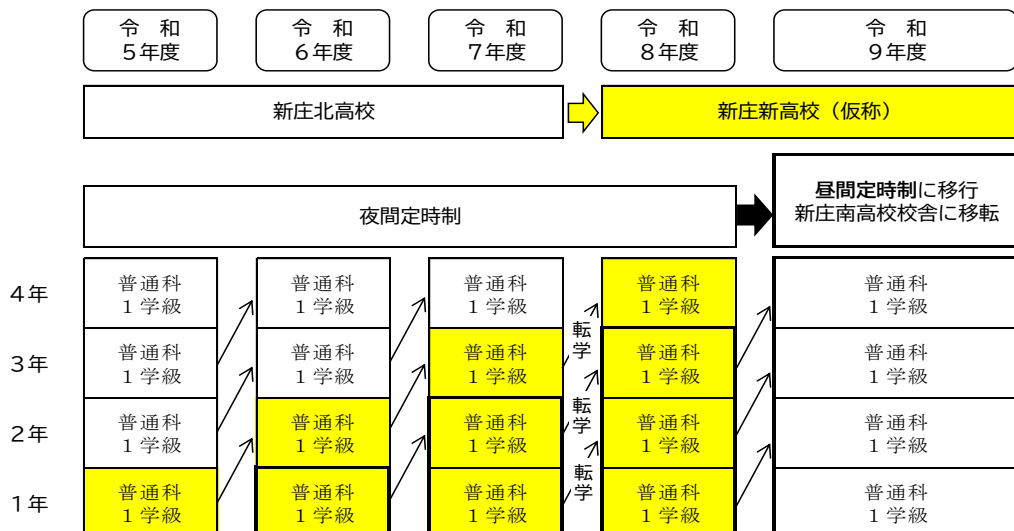 令 和
5年度
令 和
6年度
令 和
7年度
令 和
8年度
令 和
9年度
新庄北高校
新庄新高校（仮称）
夜間定時制
昼間定時制に移行
新庄南高校校舎に移転
4年
普通科
1学級
普通科
1学級
普通科
1学級
普通科
1学級
普通科
1学級
転学
3年
普通科
1学級
普通科
1学級
普通科
1学級
普通科
1学級
普通科
1学級
転学
2年
普通科
1学級
普通科
1学級
普通科
1学級
普通科
1学級
普通科
1学級
転学
1年
普通科
1学級
普通科
1学級
普通科
1学級
普通科
1学級
普通科
1学級